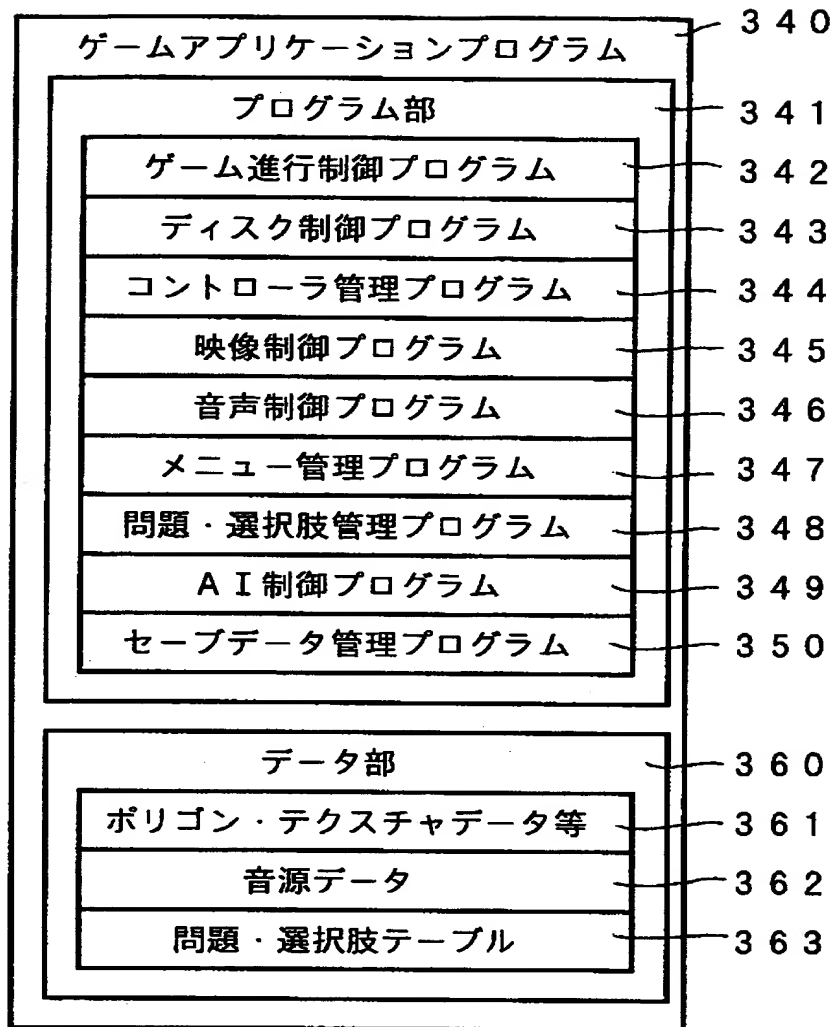 ゲームアプリケーションプログラム 340
プログラム部 341
ゲーム進行制御プログラム 342
ディスク制御プログラム 343
コントローラ管理プログラム 344
映像制御プログラム 345
音声制御プログラム 346
メニュー管理プログラム 347
問題・選択肢管理プログラム 348
AI制御プログラム 349
セーブデータ管理プログラム 350
データ部 360
ポリゴン・テクスチャデータ等 361
音源データ 362
問題・選択肢テーブル 363